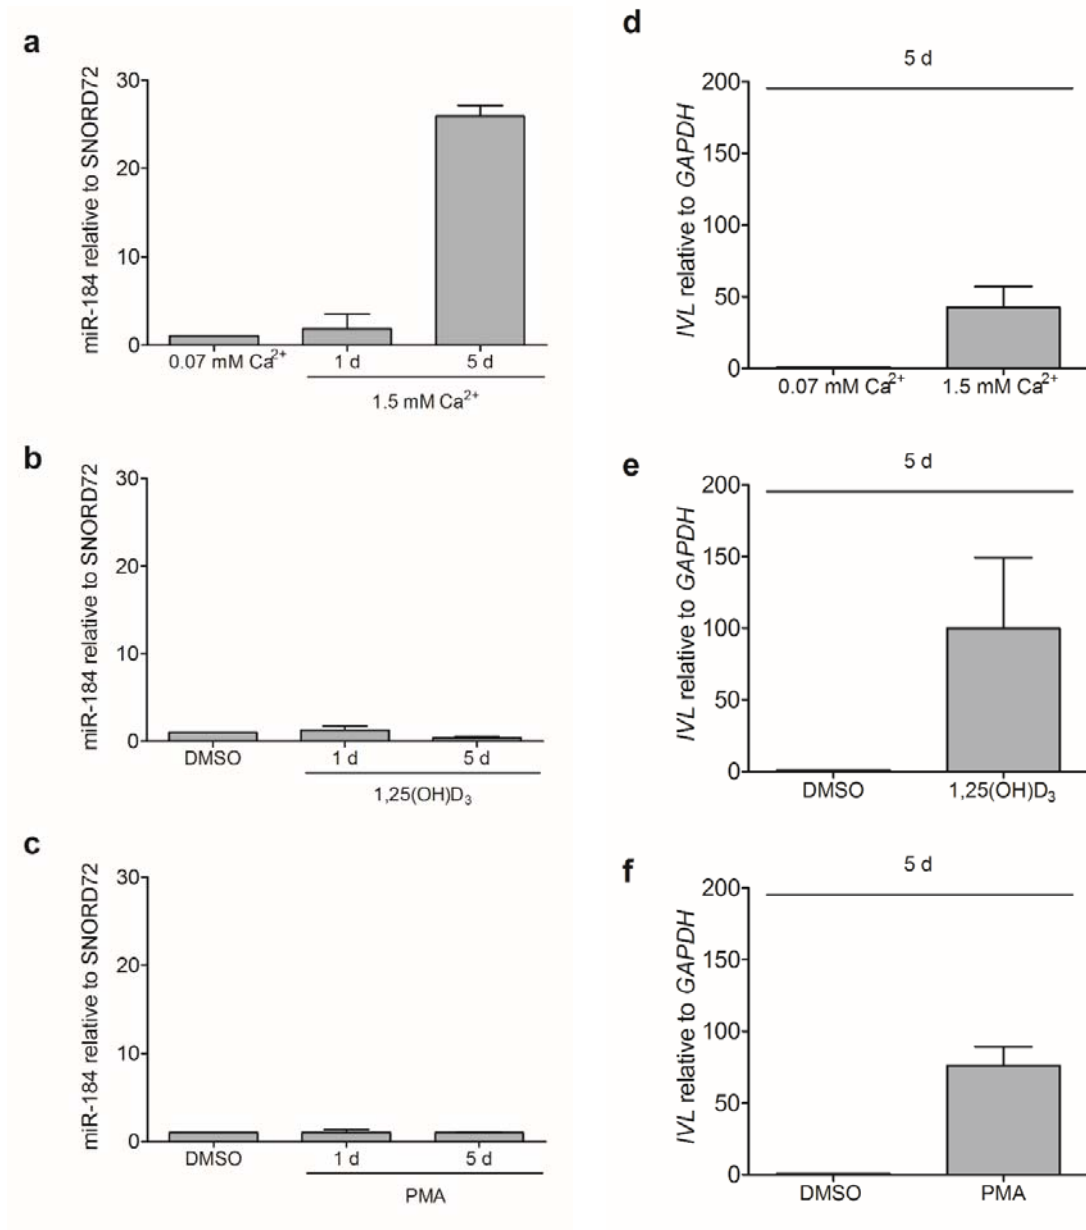 a
miR-184 relative to SNORD72
30
20
10
0
0.07 mM Ca²⁺
1 d
5 d
1.5 mM Ca²⁺
b
miR-184 relative to SNORD72
30
20
10
0
DMSO
1 d
5 d
1,25(OH)D₃
c
miR-184 relative to SNORD72
30
20
10
0
DMSO
1 d
5 d
PMA
d
5 d
IVL relative to GAPDH
200
150
100
50
0
0.07 mM Ca²⁺
1.5 mM Ca²⁺
e
5 d
IVL relative to GAPDH
200
150
100
50
0
DMSO
1,25(OH)D₃
f
5 d
IVL relative to GAPDH
200
150
100
50
0
DMSO
PMA